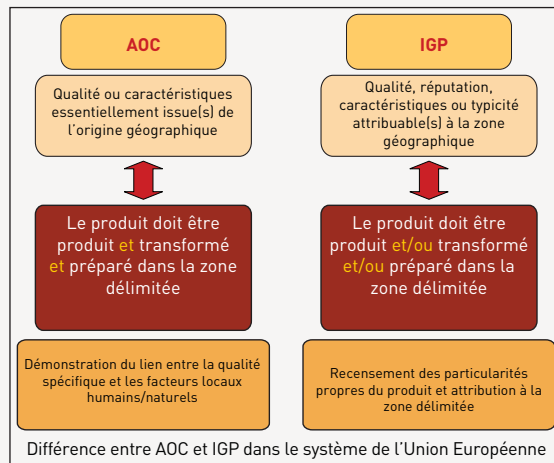 AOC
Qualité ou caractéristiques
essentiellement issue(s) de
l'origine géographique
Le produit doit être
produit et transformé
et préparé dans la zone
délimitée
Démonstration du lien entre la qualité
spécifique et les facteurs locaux
humains/naturels
IGP
Qualité, réputation,
caractéristiques ou typicité
attribuable(s) à la zone
géographique
Le produit doit être
produit et/ou transformé
et/ou préparé dans la
zone délimitée
Recensement des particularités
propres du produit et attribution à la
zone délimitée
Différence entre AOC et IGP dans le système de l'Union Européenne